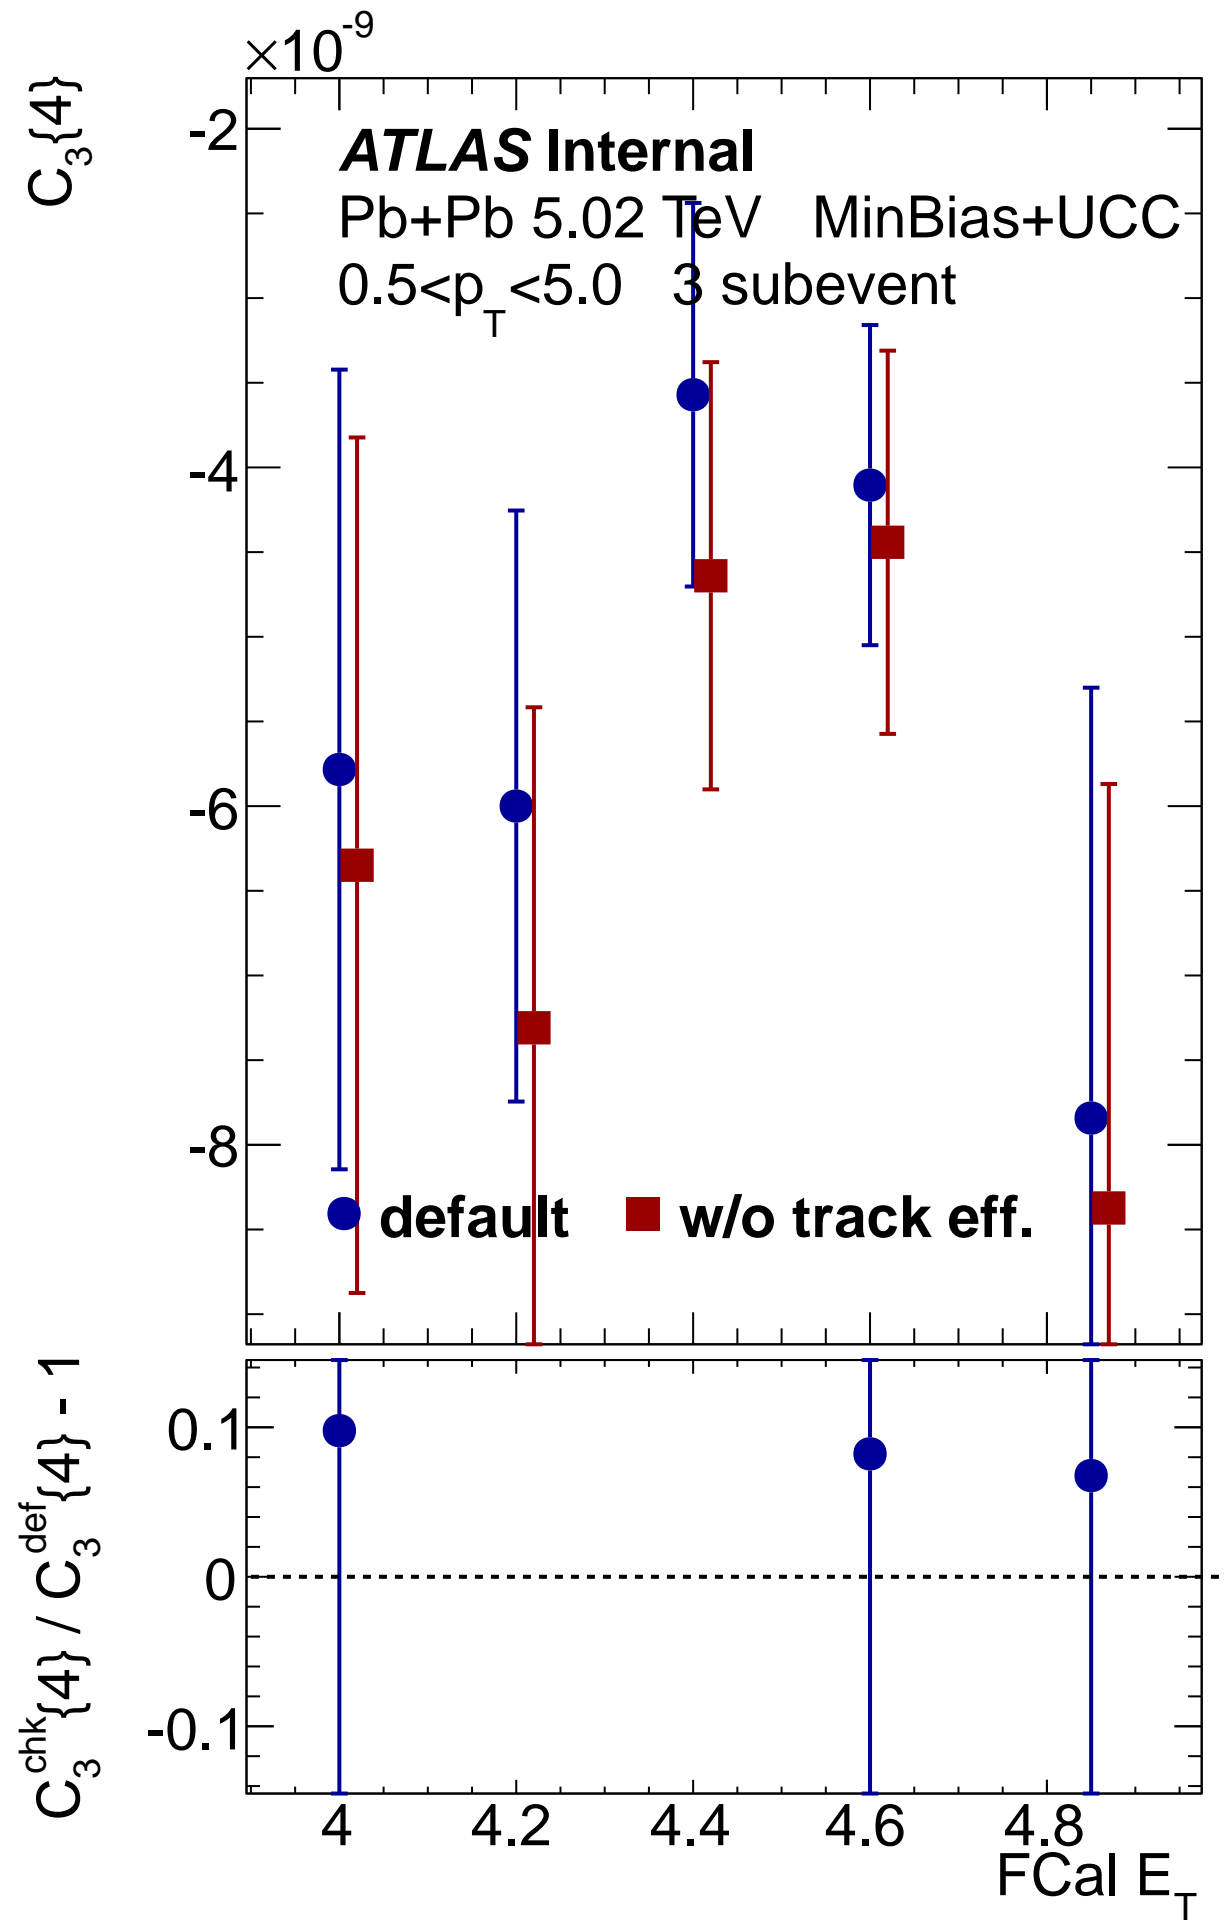 ×10^-9
C_3{4}
-2
ATLAS Internal
Pb+Pb 5.02 TeV MinBias+UCC
0.5<p_T<5.0 3 subevent
-4
-6
-8
default w/o track eff.
C_3^chk{4} / C_3^def{4} - 1
0.1
0
-0.1
4 4.2 4.4 4.6 4.8
FCal E_T